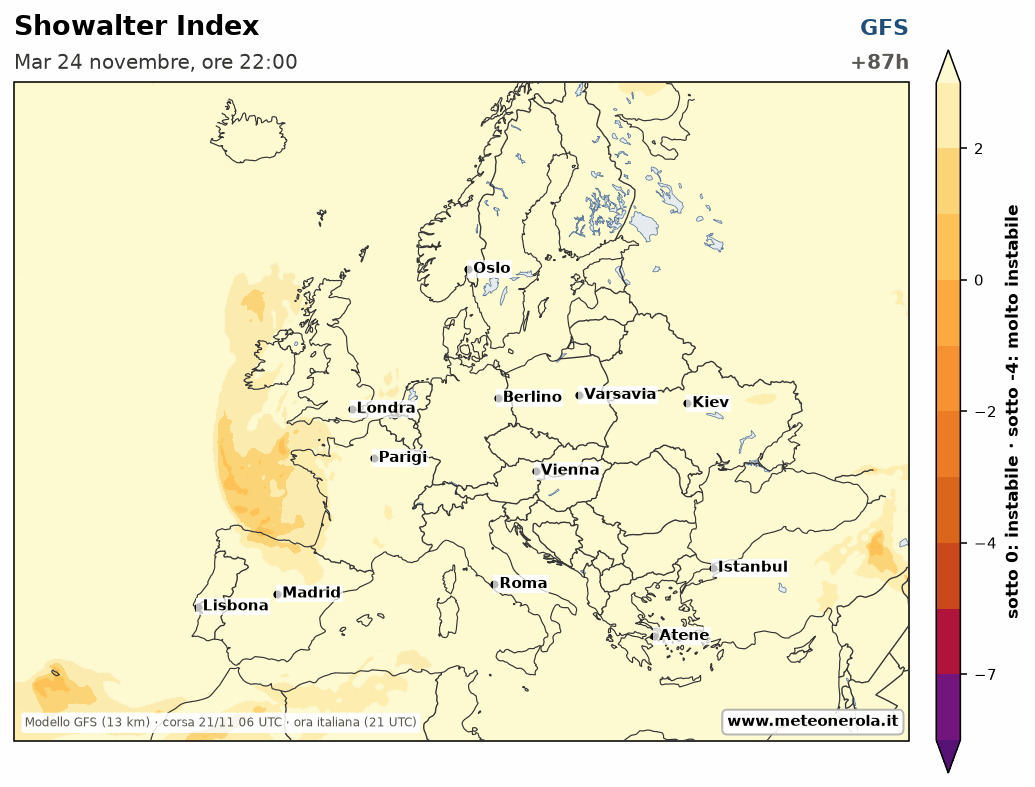 Showalter Index
GFS
Mar 24 novembre, ore 22:00
+87h
Oslo
Berlino
Varsavia
Londra
Kiev
Parigi
Vienna
Istanbul
Roma
Madrid
Lisbona
Atene
Modello GFS (13 km) · corsa 21/11 06 UTC · ora italiana (21 UTC)
www.meteonerola.it
2
0
−2
−4
−7
sotto 0: instabile · sotto -4: molto instabile